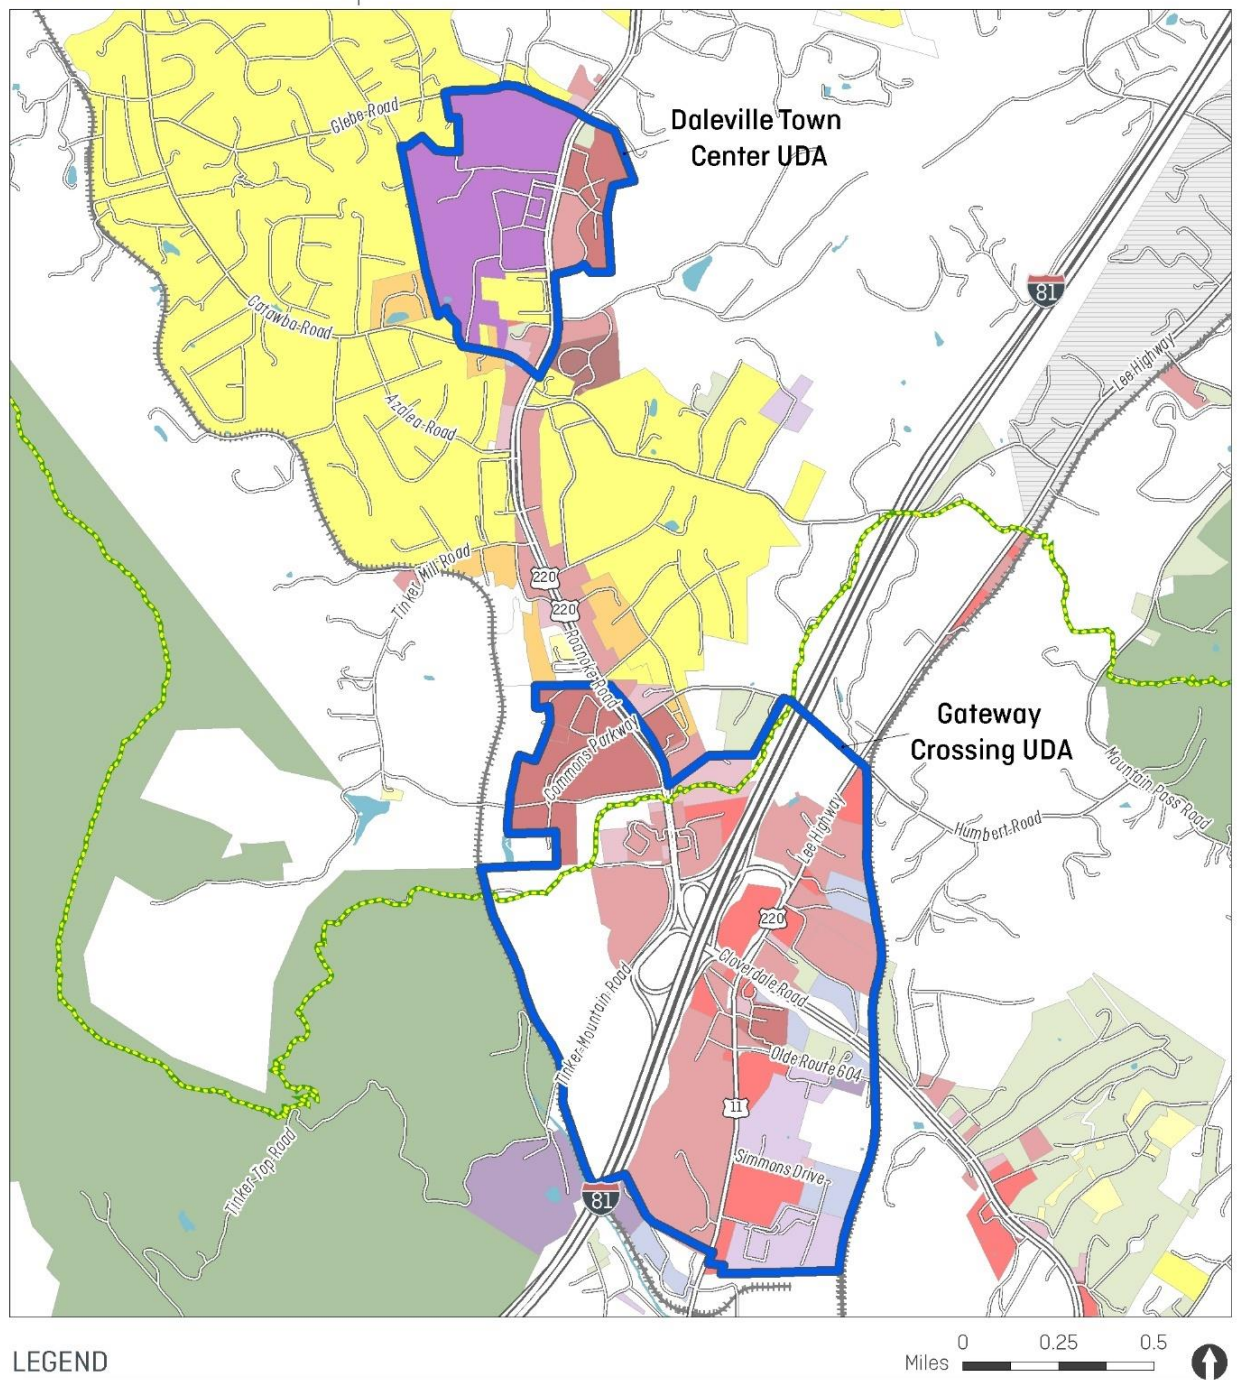 Glebe Road
Daleville Town
Center UDA
81
Catawba Road
Lee Highway
Azalea Road
Tinker Mill Road
220
220
Roanoke Road
Gateway
Crossing UDA
Commons Parkway
Mountain Pass Road
Lee Highway
Humbert Road
220
Cloverdale Road
Tinker Mountain Road
Olde Route 604
11
Simmons Drive
Tinker Top Road
81
0 0.25 0.5
LEGEND
Miles